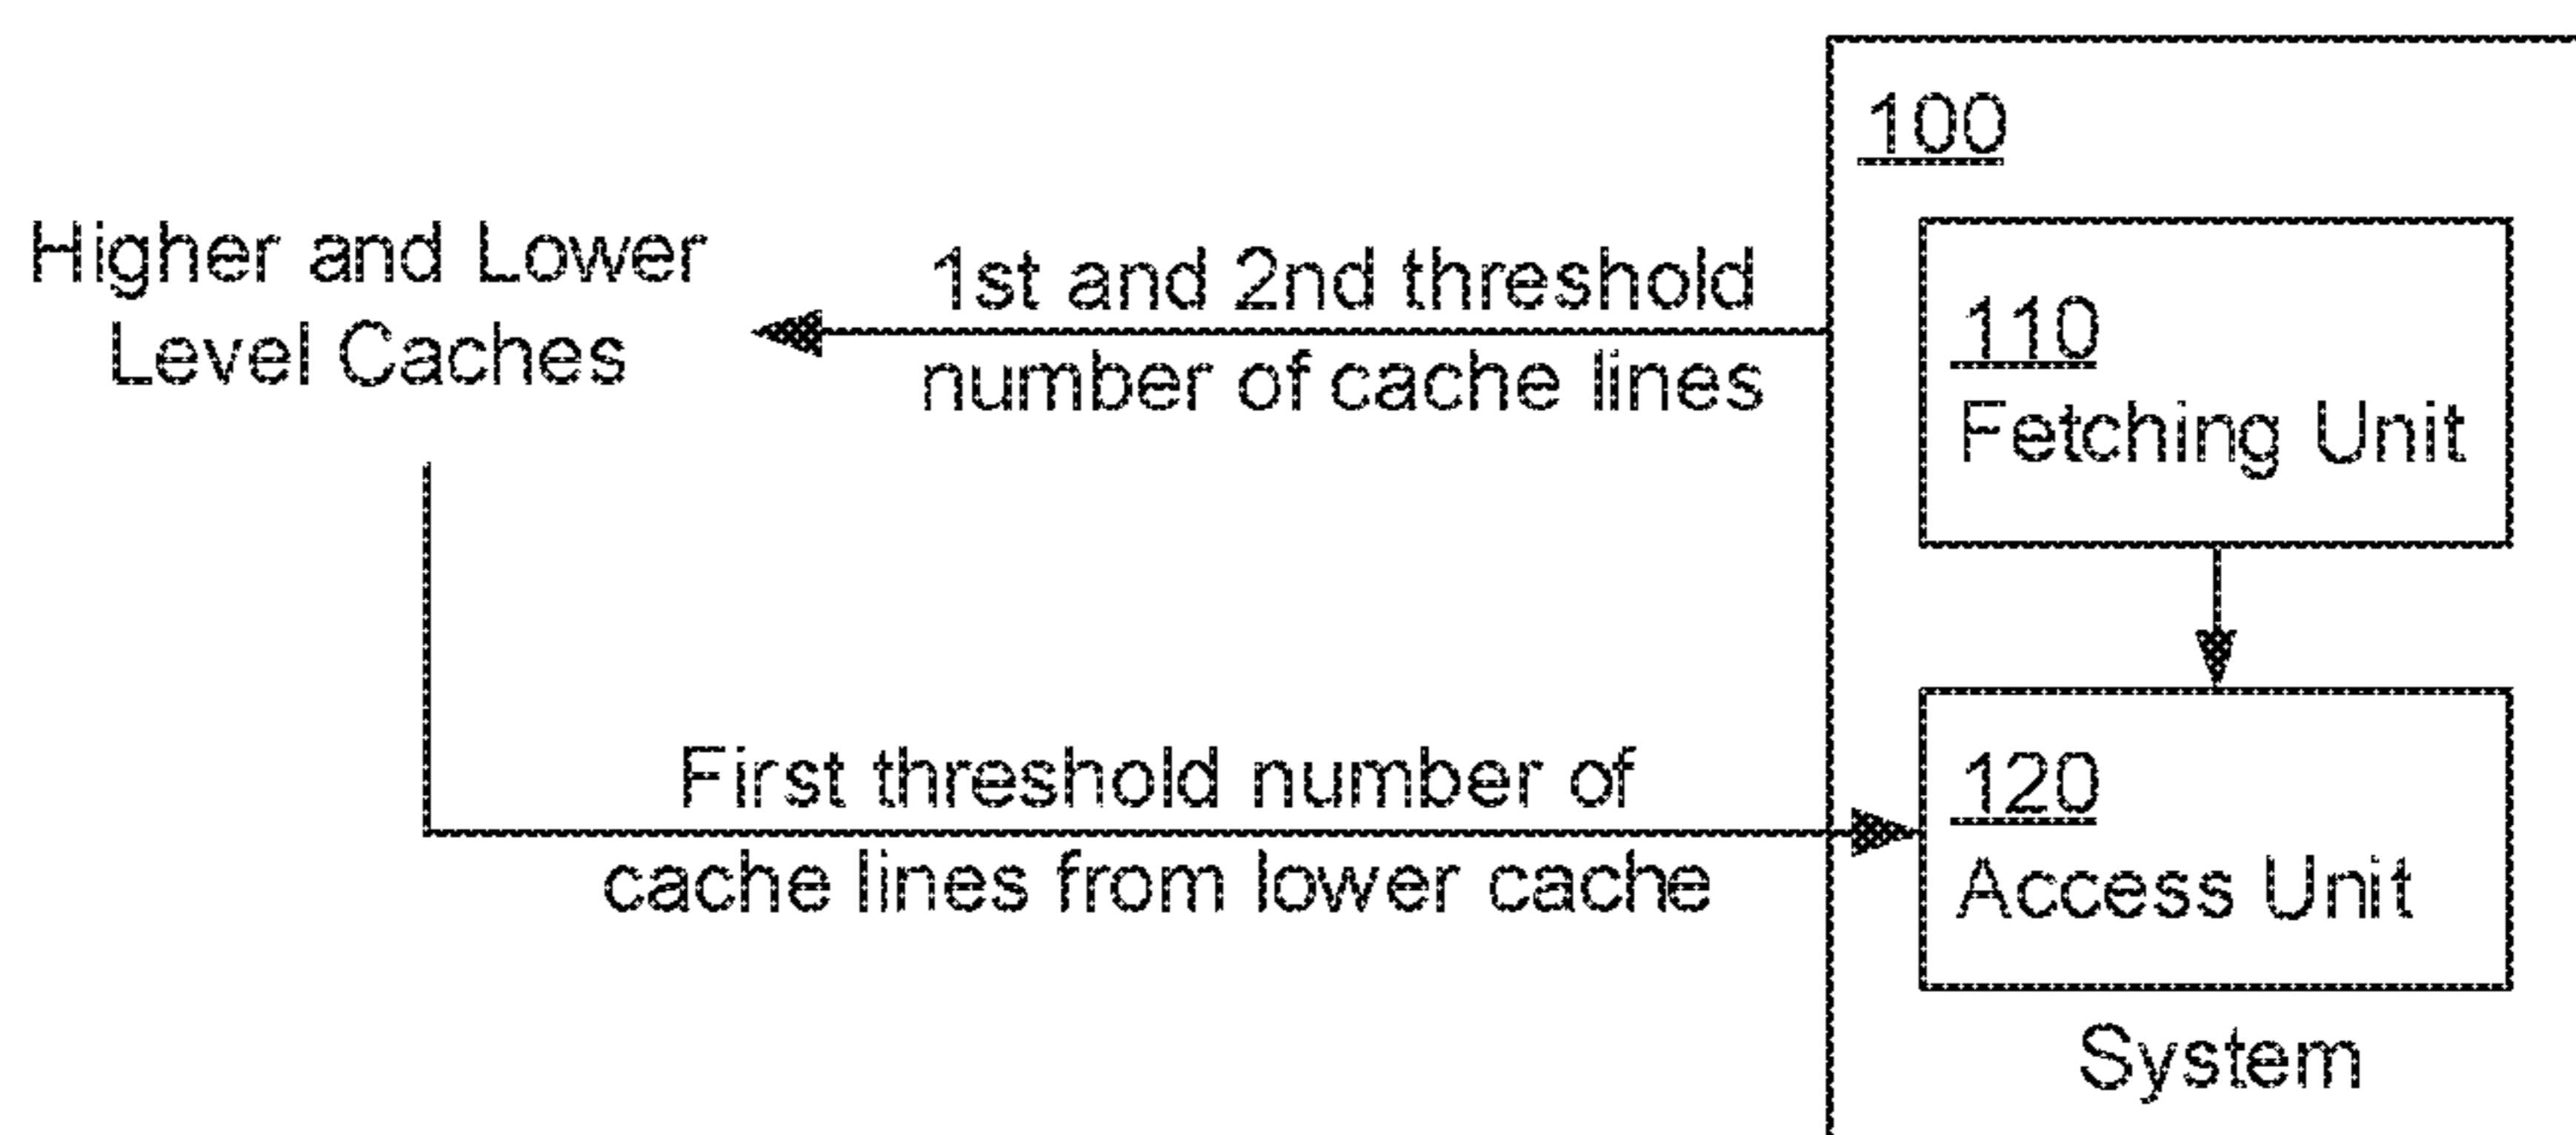 100
Higher and Lower
Level Caches
1st and 2nd threshold
number of cache lines
110
Fetching Unit
First threshold number of
cache lines from lower cache
120
Access Unit
System